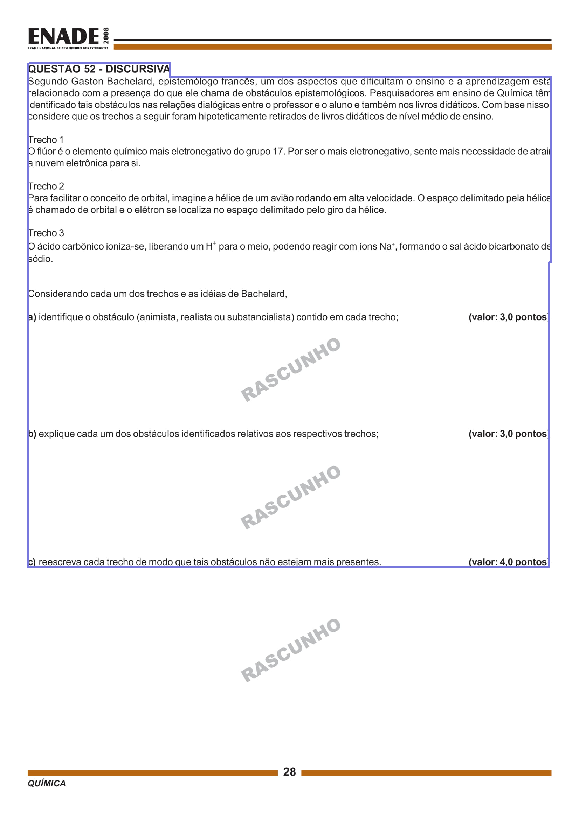 ENADE 2008
QUESTÃO 52 - DISCURSIVA
Segundo Gaston Bachelard, epistemólogo francês, um dos aspectos que dificultam o ensino e a aprendizagem está
relacionado com a presença do que ele chama de obstáculos epistemológicos. Pesquisadores em ensino de Química têm
identificado tais obstáculos nas relações dialógicas entre o professor e o aluno e também nos livros didáticos. Com base nisso,
considere que os trechos a seguir foram hipoteticamente retirados de livros didáticos de nível médio de ensino.
Trecho 1
O flúor é o elemento químico mais eletronegativo do grupo 17. Por ser o mais eletronegativo, sente mais necessidade de atrair
a nuvem eletrônica para si.
Trecho 2
Para facilitar o conceito de orbital, imagine a hélice de um avião rodando em alta velocidade. O espaço delimitado pela hélice
é chamado de orbital e o elétron se localiza no espaço delimitado pelo giro da hélice.
Trecho 3
O ácido carbônico ioniza-se, liberando um H⁺ para o meio, podendo reagir com íons Na⁺, formando o sal ácido bicarbonato de
sódio.
Considerando cada um dos trechos e as idéias de Bachelard,
a) identifique o obstáculo (animista, realista ou substancialista) contido em cada trecho; (valor: 3,0 pontos)
RASCUNHO
b) explique cada um dos obstáculos identificados relativos aos respectivos trechos; (valor: 3,0 pontos)
RASCUNHO
c) reescreva cada trecho de modo que tais obstáculos não estejam mais presentes. (valor: 4,0 pontos)
RASCUNHO
28
QUÍMICA